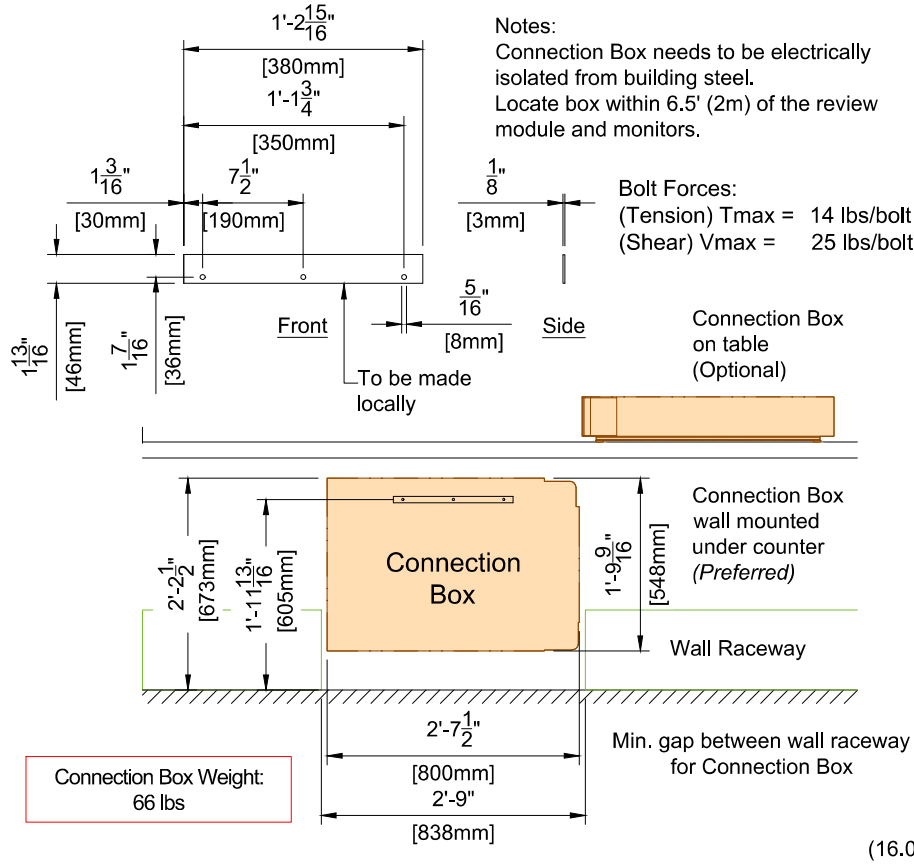 1'-2 15/16"
[380mm]
1'-1 3/4"
[350mm]
1 3/16"
[30mm]
7 1/2"
[190mm]
1/8"
[3mm]
Notes:
Connection Box needs to be electrically
isolated from building steel.
Locate box within 6.5' (2m) of the review
module and monitors.
Bolt Forces:
(Tension) Tmax = 14 lbs/bolt
(Shear) Vmax = 25 lbs/bolt
1 13/16"
[46mm]
1 7/16"
[36mm]
Front
5/16"
[8mm]
Side
To be made
locally
Connection Box
on table
(Optional)
2'-2 1/2"
[673mm]
1'-11 13/16"
[605mm]
Connection
Box
1'-9 9/16"
[548mm]
Connection Box
wall mounted
under counter
(Preferred)
Wall Raceway
2'-7 1/2"
[800mm]
2'-9"
[838mm]
Min. gap between wall raceway
for Connection Box
Connection Box Weight:
66 lbs
(16.0